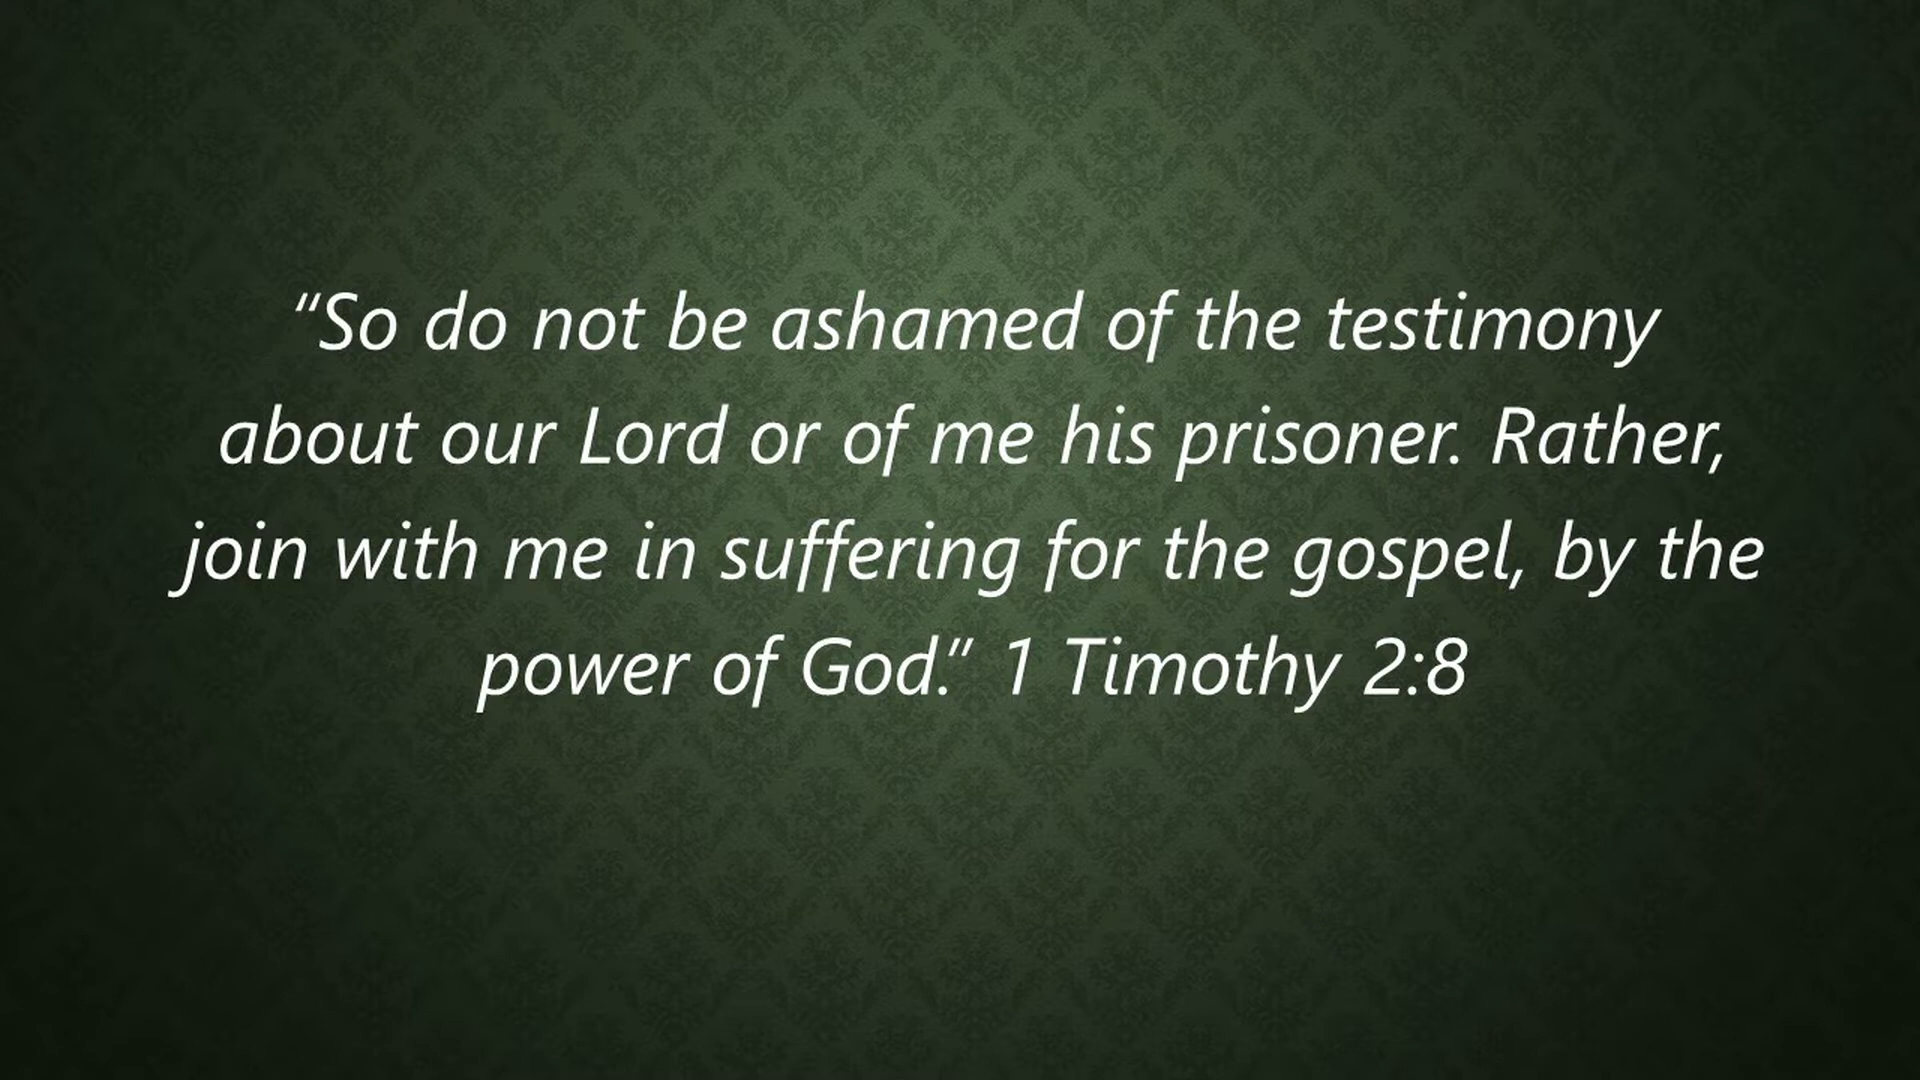 “So do not be ashamed of the testimony
about our Lord or of me his prisoner. Rather,
join with me in suffering for the gospel, by the
power of God.” 1 Timothy 2:8